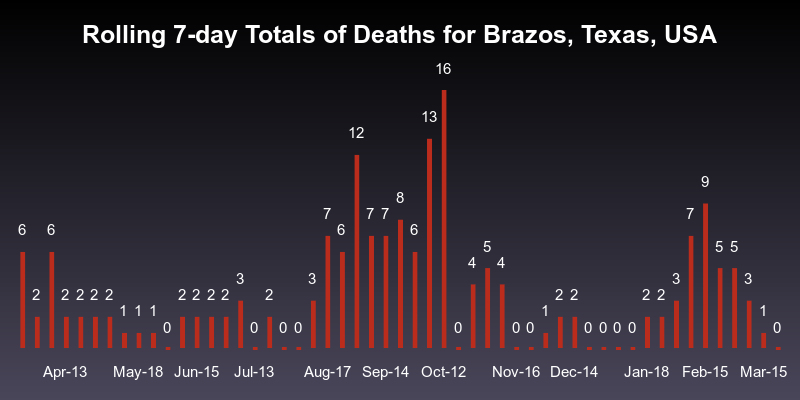 Rolling 7-day Totals of Deaths for Brazos, Texas, USA
6 2 6 2 2 2 2 1 1 1 0 2 2 2 2 3 0 2 0 0 3 7 6 12 7 7 8 6 13 16 0 4 5 4 0 0 1 2 2 0 0 0 0 2 2 3 7 9 5 5 3 1 0
Apr-13 May-18 Jun-15 Jul-13 Aug-17 Sep-14 Oct-12 Nov-16 Dec-14 Jan-18 Feb-15 Mar-15